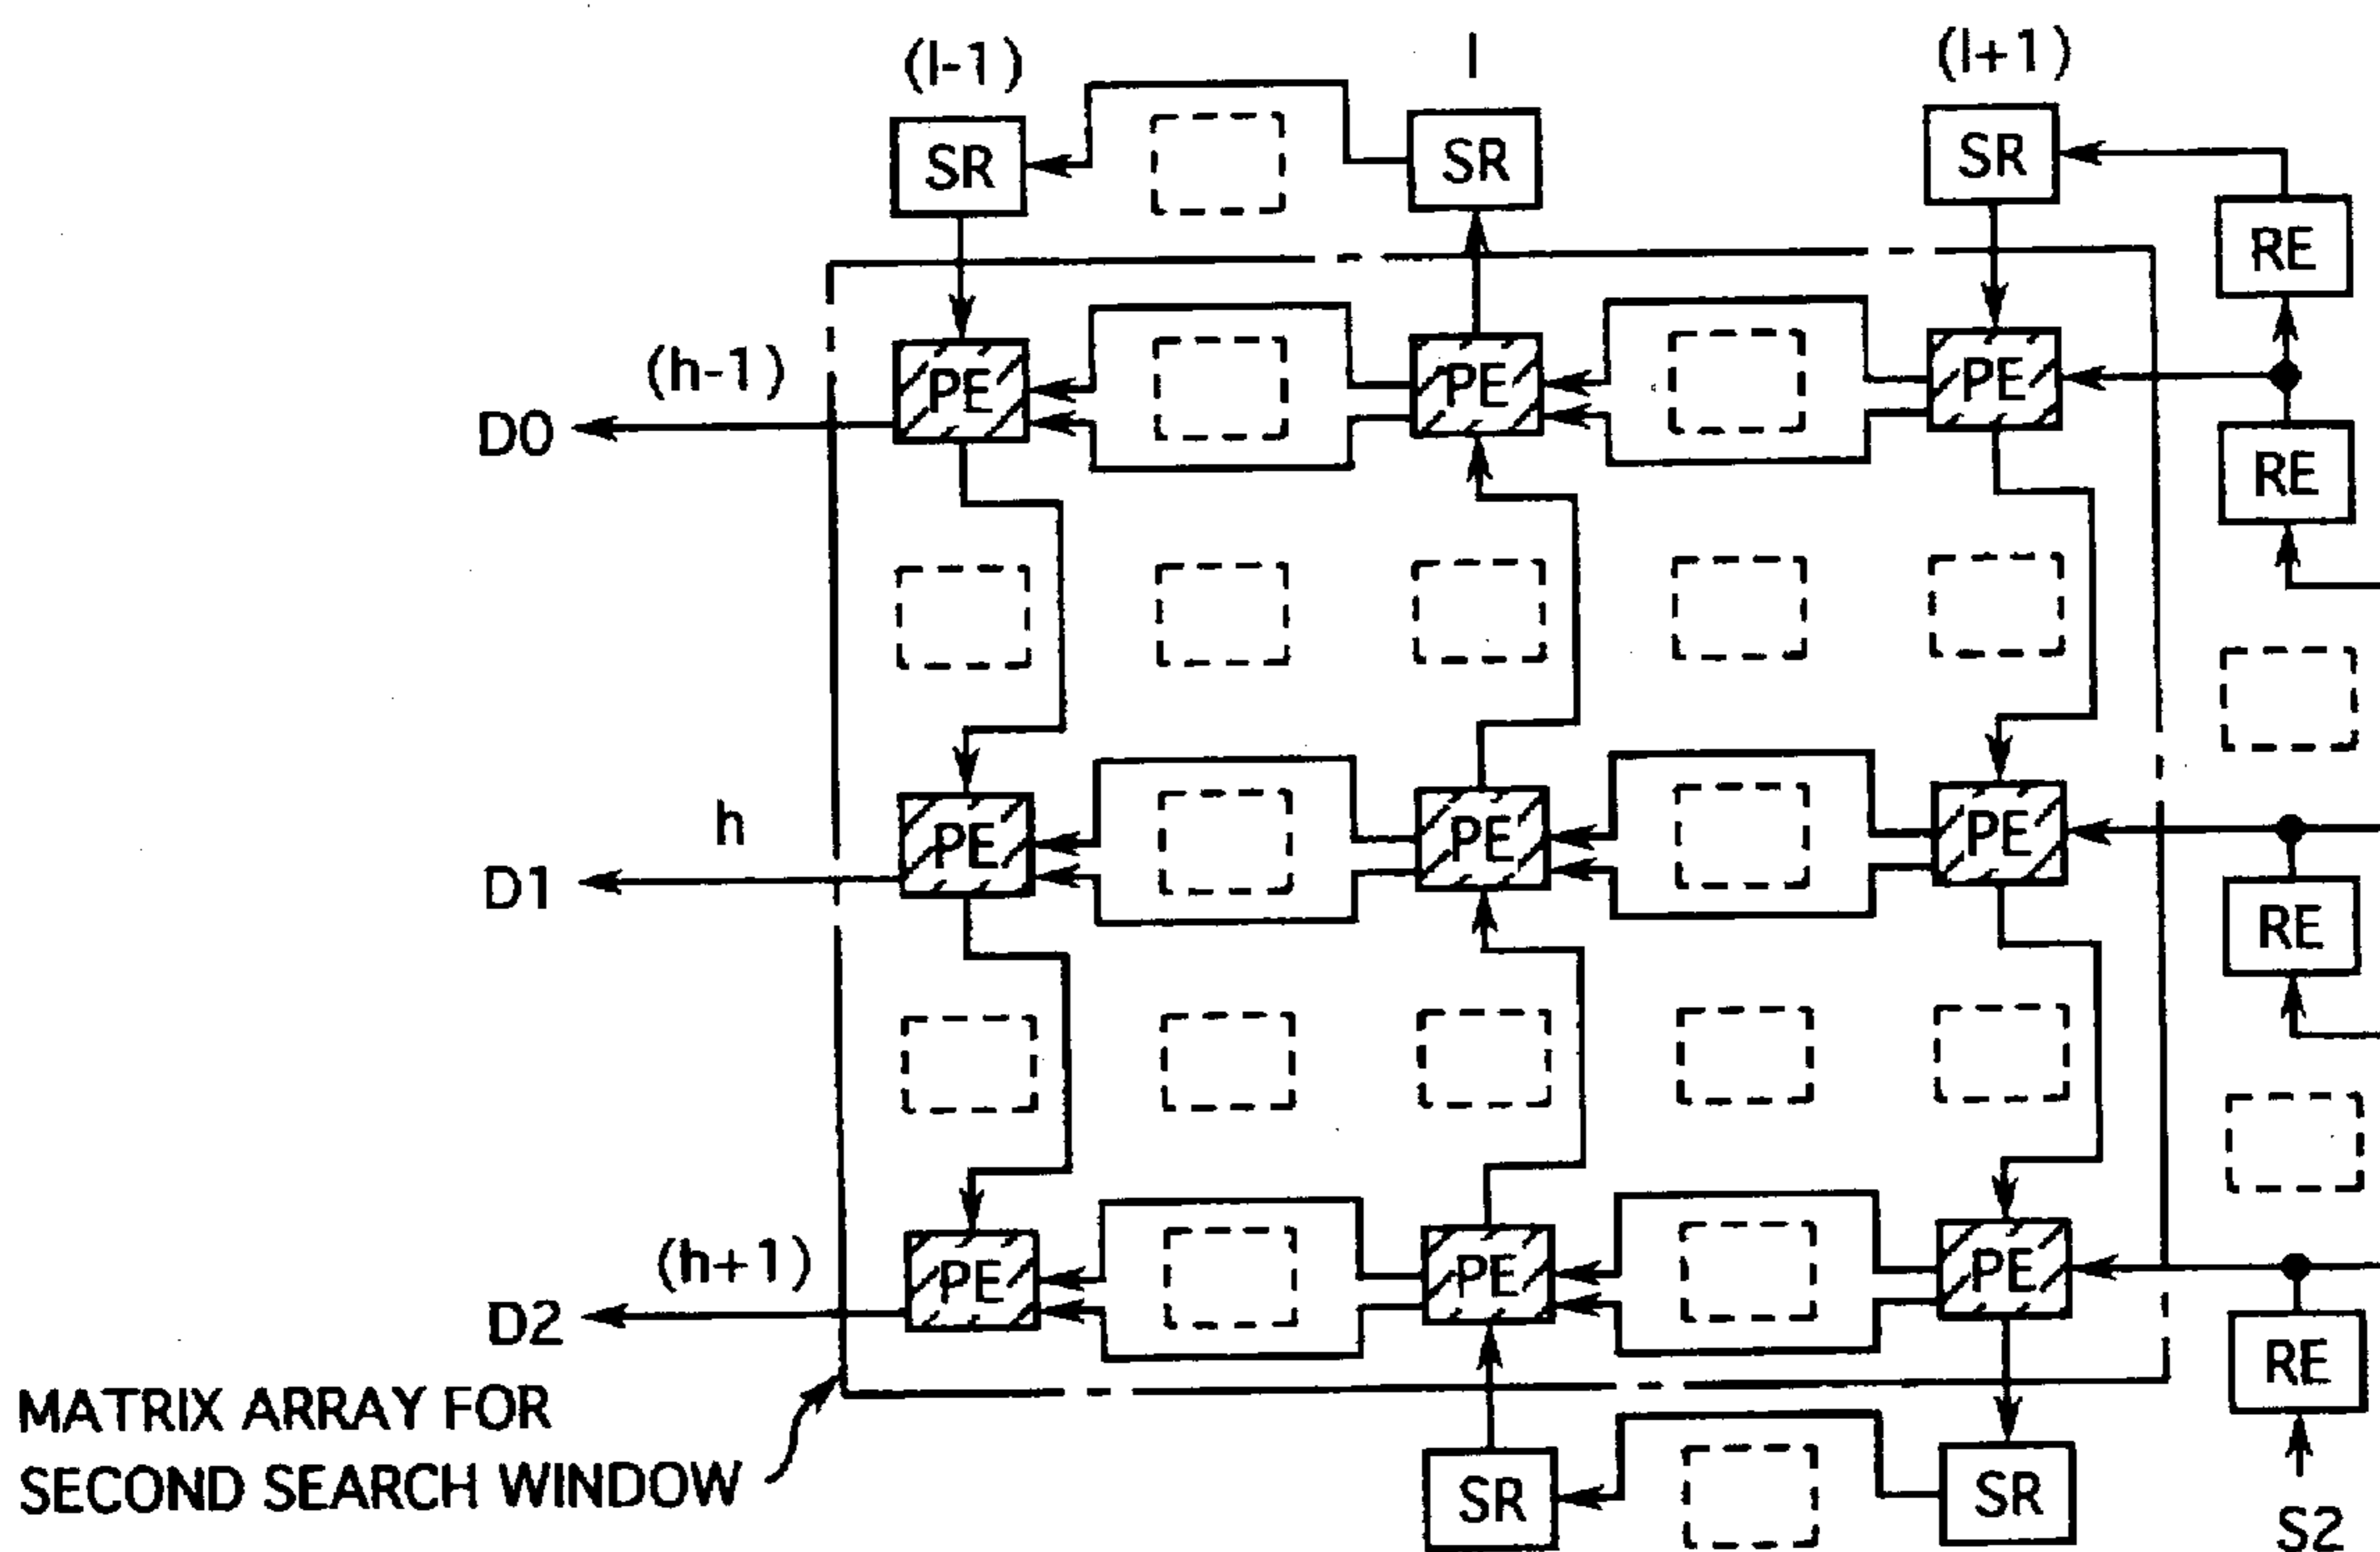 (l-1) l (l+1)
SR SR SR
RE
(h-1) PE PE PE
D0
RE
h PE PE PE
D1
RE
(h+1) PE PE PE
D2
RE
MATRIX ARRAY FOR
SECOND SEARCH WINDOW
SR SR
S2